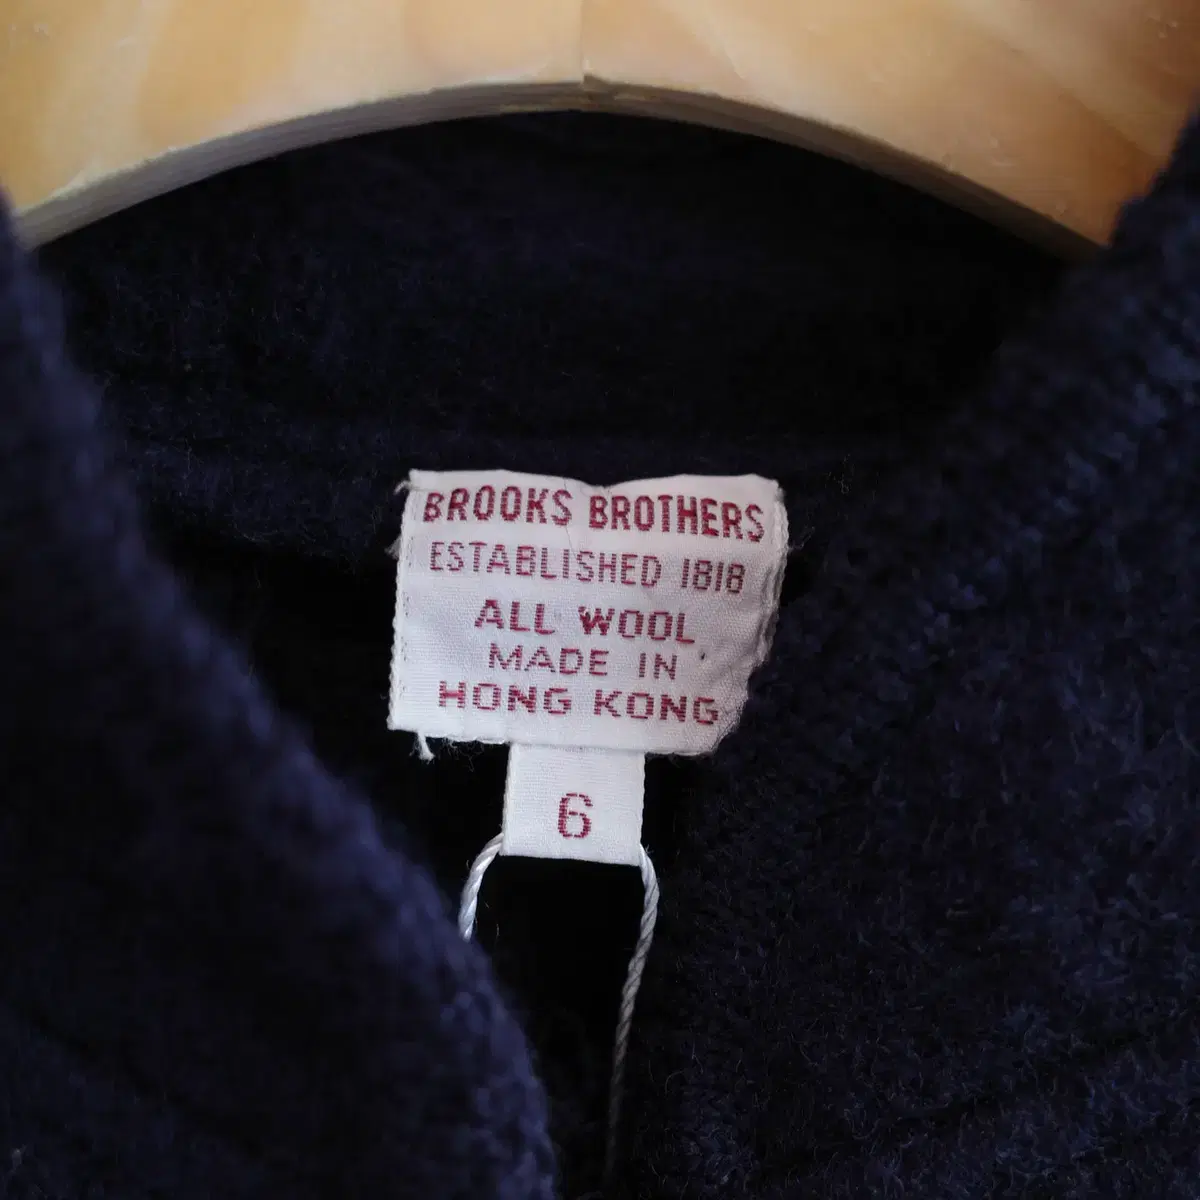 BROOKS BROTHERS
ESTABLISHED 1818
ALL WOOL
MADE IN
HONG KONG
6